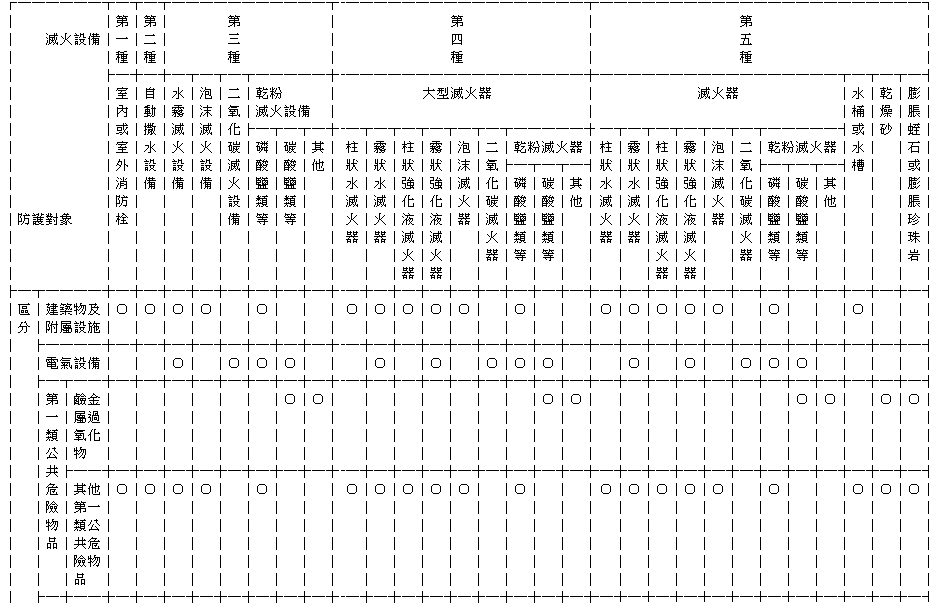 滅火設備 第一種 第二種 第三種 第四種 第五種
防護對象
室內或室外消防栓
自動撒水設備
水霧滅火設備
泡沫滅火設備
二氧化碳滅火設備
乾粉滅火設備
磷酸鹽類等
碳酸鹽類等
其他
大型滅火器
柱狀水滅火器
霧狀水滅火器
柱狀強化液滅火器
霧狀強化液滅火器
泡沫滅火器
二氧化碳滅火器
乾粉滅火器
磷酸鹽類等
碳酸鹽類等
其他
滅火器
柱狀水滅火器
霧狀水滅火器
柱狀強化液滅火器
霧狀強化液滅火器
泡沫滅火器
二氧化碳滅火器
乾粉滅火器
磷酸鹽類等
碳酸鹽類等
其他
水桶或水槽
乾燥砂
膨脹蛭石或膨脹珍珠岩
區分
建築物及附屬設施 ○ ○ ○ ○ ○ ○ ○ ○ ○ ○ ○ ○ ○ ○ ○ ○ ○ ○
電氣設備 ○ ○ ○ ○ ○ ○ ○ ○ ○ ○ ○ ○ ○ ○
第一類公共危險物品
鹼金屬過氧化物 ○ ○ ○ ○ ○ ○ ○ ○
其他第一類公共危險物品 ○ ○ ○ ○ ○ ○ ○ ○ ○ ○ ○ ○ ○ ○ ○ ○ ○ ○ ○ ○